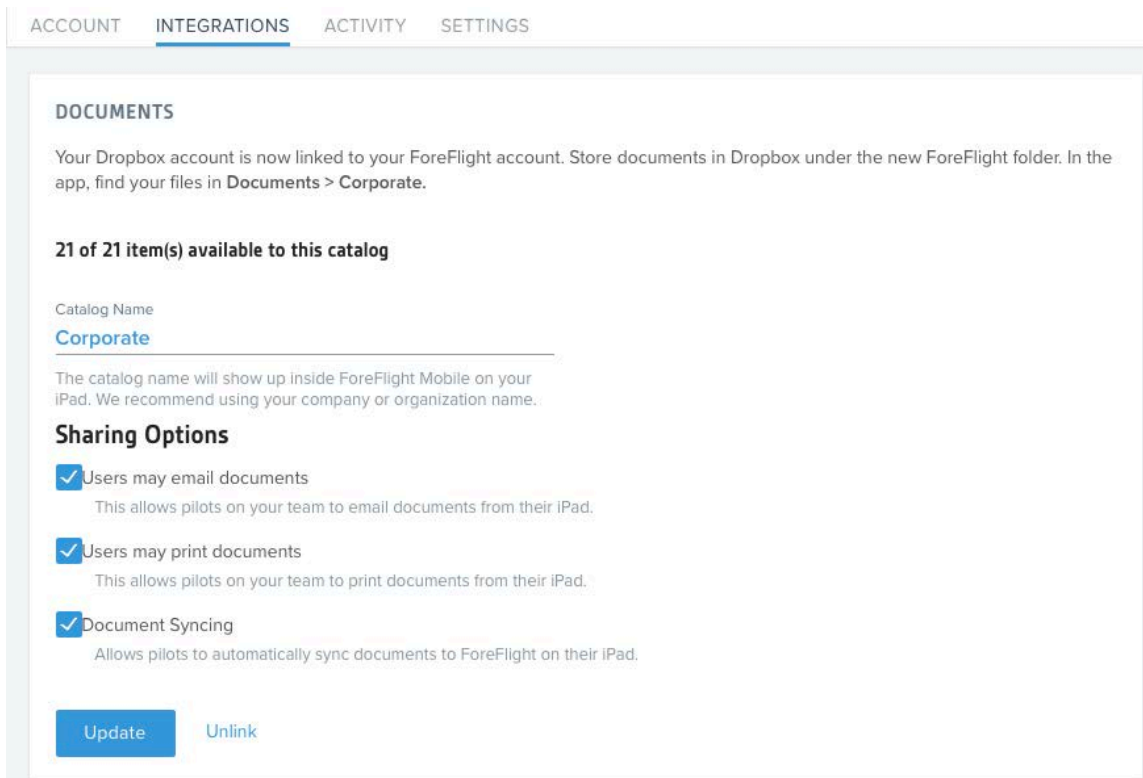 ACCOUNT INTEGRATIONS ACTIVITY SETTINGS
DOCUMENTS
Your Dropbox account is now linked to your ForeFlight account. Store documents in Dropbox under the new ForeFlight folder. In the
app, find your files in Documents > Corporate.
21 of 21 item(s) available to this catalog
Catalog Name
Corporate
The catalog name will show up inside ForeFlight Mobile on your
iPad. We recommend using your company or organization name.
Sharing Options
Users may email documents
This allows pilots on your team to email documents from their iPad.
Users may print documents
This allows pilots on your team to print documents from their iPad.
Document Syncing
Allows pilots to automatically sync documents to ForeFlight on their iPad.
Update Unlink